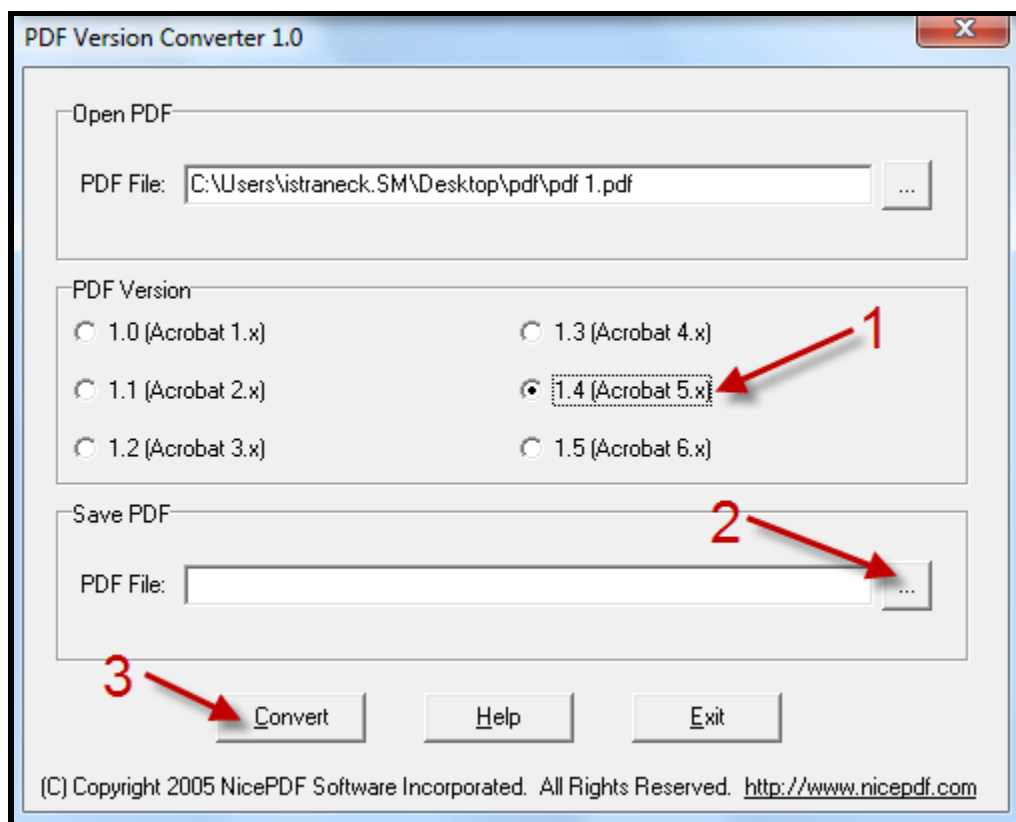 PDF Version Converter 1.0
Open PDF
PDF File: C:\Users\istraneck.SM\Desktop\pdf\pdf 1.pdf ...
PDF Version
1.0 (Acrobat 1.x) 1.3 (Acrobat 4.x) 1
1.1 (Acrobat 2.x) 1.4 (Acrobat 5.x)
1.2 (Acrobat 3.x) 1.5 (Acrobat 6.x)
Save PDF
2
PDF File: ...
3
Convert Help Exit
(C) Copyright 2005 NicePDF Software Incorporated. All Rights Reserved. http://www.nicepdf.com